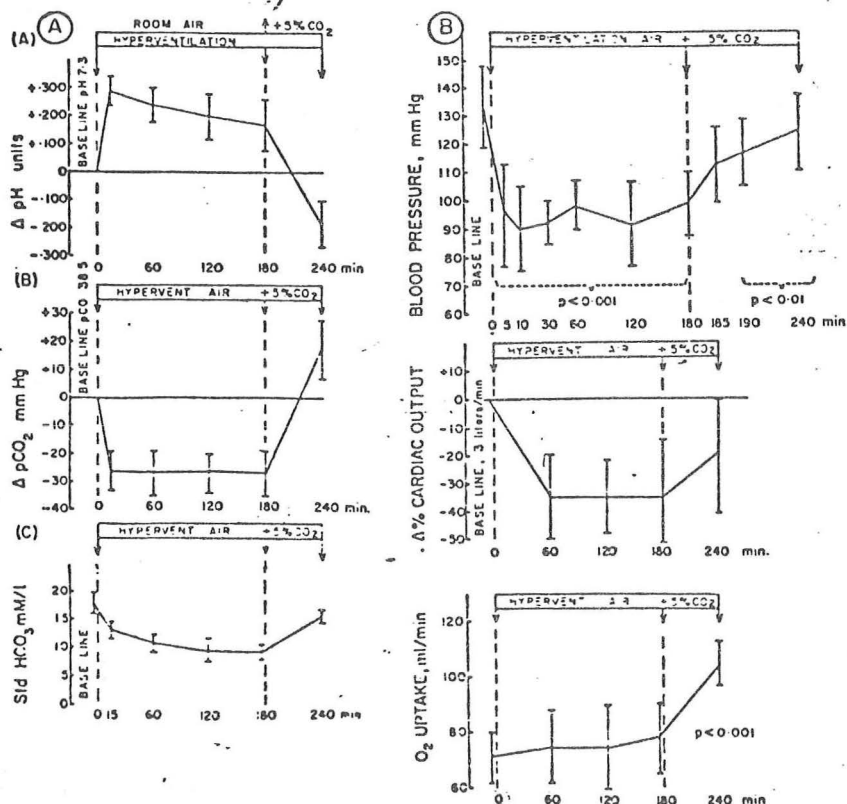 (A)
A
ROOM AIR
+5% CO2
HYPERVENTILATION
Δ pH units
BASE LINE pH 7.3
+.300
+.200
+.100
0
-.100
-.200
-.300
0 60 120 180 240 min
(B)
HYPERVENT AIR +5%CO2
Δ pCO2 mm Hg
BASE LINE pCO 38.5
+30
+20
+10
0
-10
-20
-30
-40
0 60 120 180 240 min.
(C)
HYPERVENT AIR +5%CO2
Std HCO3 mM/l
BASE LINE
20
15
10
5
0
0 15 60 120 180 240 min
B
HYPERVENTILATION AIR + 5% CO2
BLOOD PRESSURE, mm Hg
BASE LINE
150
140
130
120
110
100
90
80
70
60
p<0.001
p<0.01
0 5 10 30 60 120 180 185 190 240 min
HYPERVENT AIR +5%CO2
Δ% CARDIAC OUTPUT
BASE LINE, 3 liters/min
+10
0
-10
-20
-30
-40
-50
0 60 120 180 240 min.
HYPERVENT AIR +5%CO2
O2 UPTAKE, ml/min
130
100
80
60
p<0.001
0 60 120 180 240 min